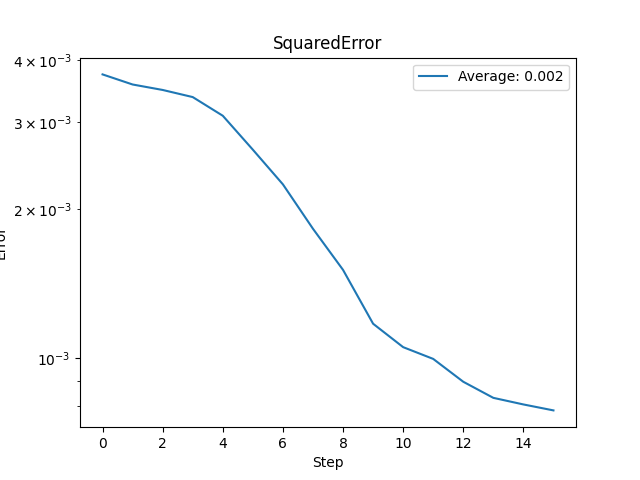 SquaredError
Average: 0.002
4 × 10⁻³
3 × 10⁻³
2 × 10⁻³
10⁻³
Error
0 2 4 6 8 10 12 14
Step